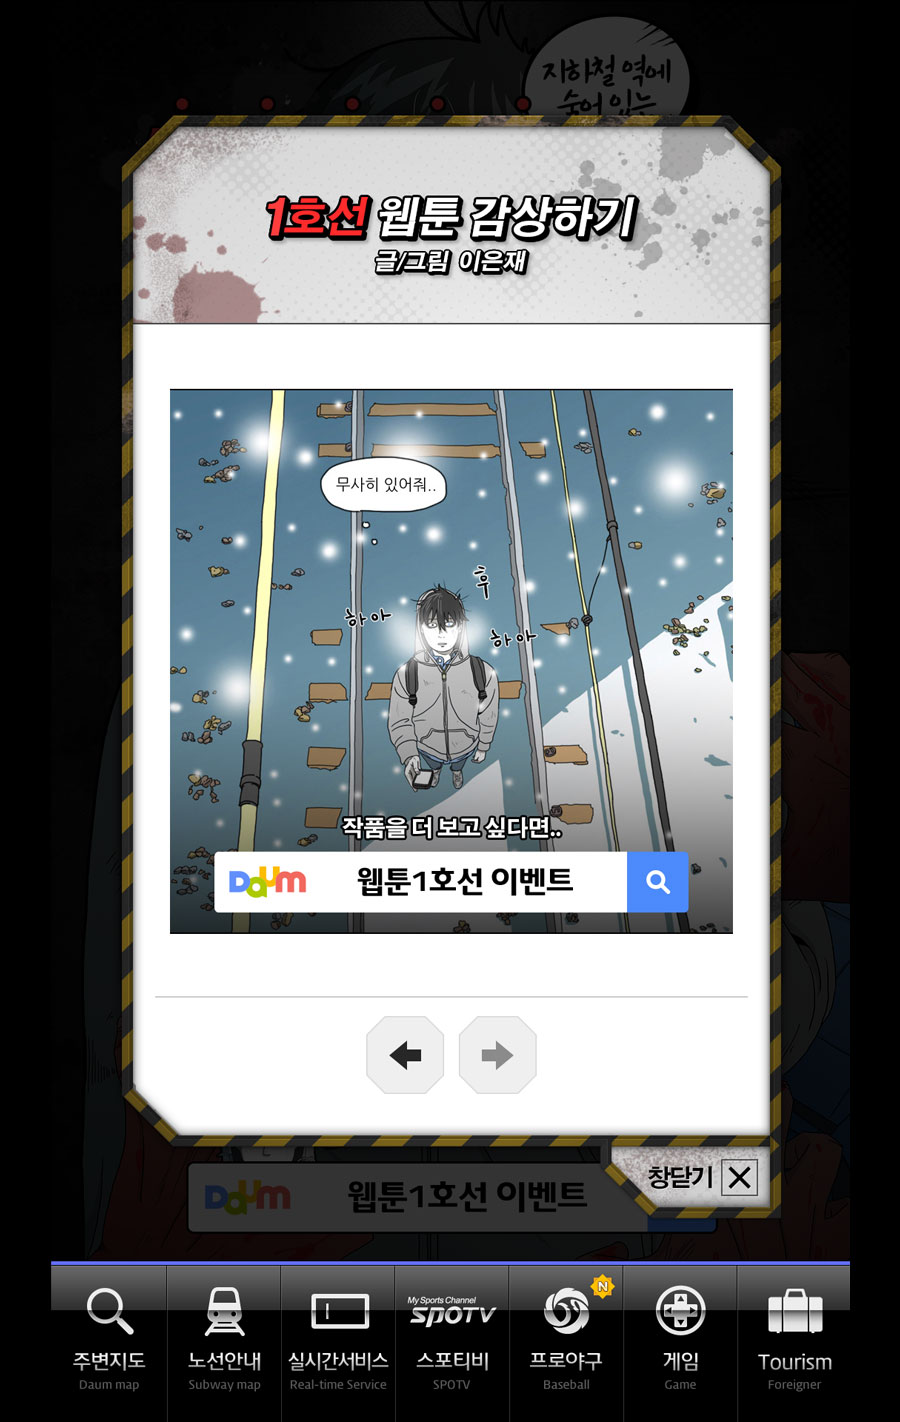 지하철 역에
숨어 있는
1호선 웹툰 감상하기
글/그림 이은재
무사히 있어줘..
후
하아
하아
작품을 더 보고 싶다면..
Daum 웹툰1호선 이벤트
창닫기
Daum 웹툰1호선 이벤트
주변지도
Daum map
노선안내
Subway map
실시간서비스
Real-time Service
My Sports Channel
SPOTV
스포티비
SPOTV
N
프로야구
Baseball
게임
Game
Tourism
Foreigner